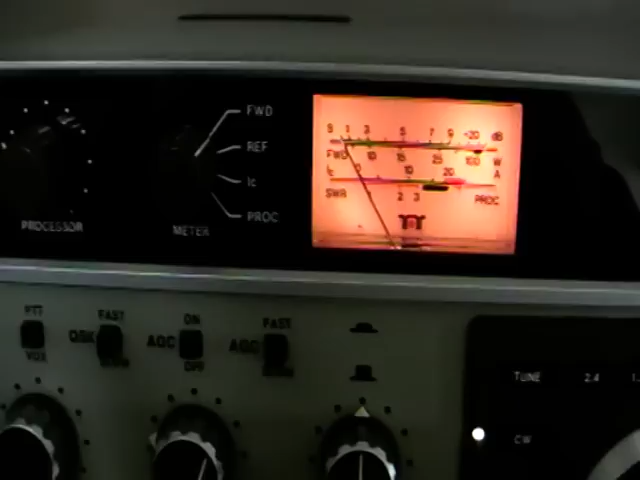 FWD
REF
Ic
PROC
PROCESSOR
METER
S 1 3 5 7 9 +20 dB
FWD 10 15 25 100 W
Ic 0 10 20 A
SWR 2 3 PROC
PTT
VOX
QSK
FAST
AGC
ON
OFF
FAST
TUNE 2.4
CW